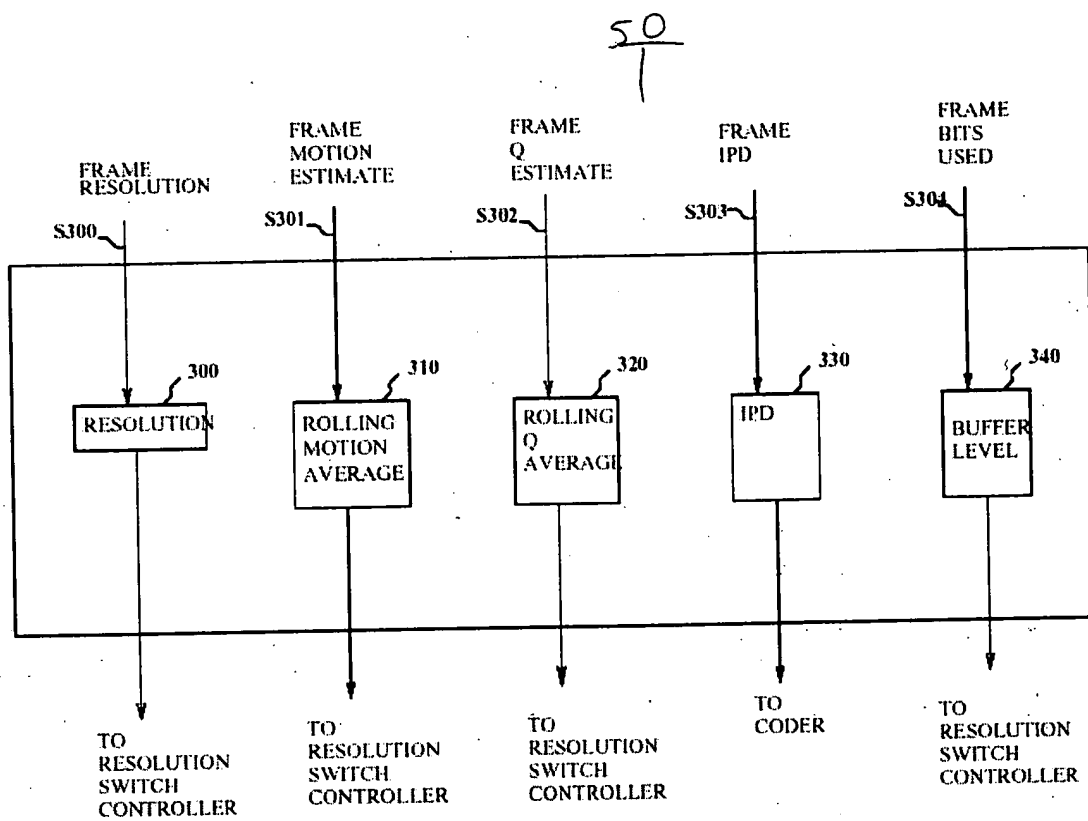 50
FRAME
RESOLUTION
FRAME
MOTION
ESTIMATE
FRAME
Q
ESTIMATE
FRAME
IPD
FRAME
BITS
USED
S300
S301
S302
S303
S304
300
310
320
330
340
RESOLUTION
ROLLING
MOTION
AVERAGE
ROLLING
Q
AVERAGE
IPD
BUFFER
LEVEL
TO
RESOLUTION
SWITCH
CONTROLLER
TO
RESOLUTION
SWITCH
CONTROLLER
TO
RESOLUTION
SWITCH
CONTROLLER
TO
CODER
TO
RESOLUTION
SWITCH
CONTROLLER